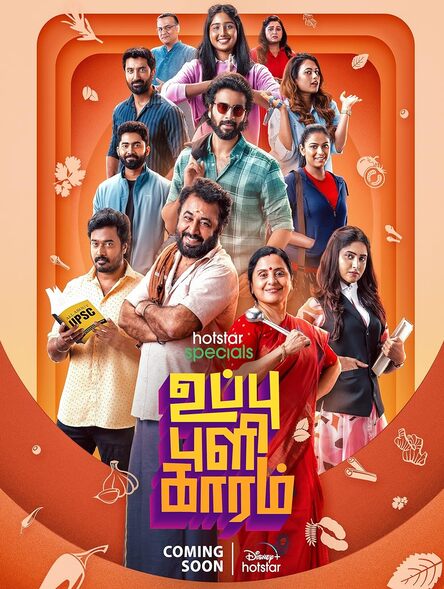 UPSC
hotstar
specials
உப்பு
புளி
காரம்
COMING
SOON
Disney+
hotstar